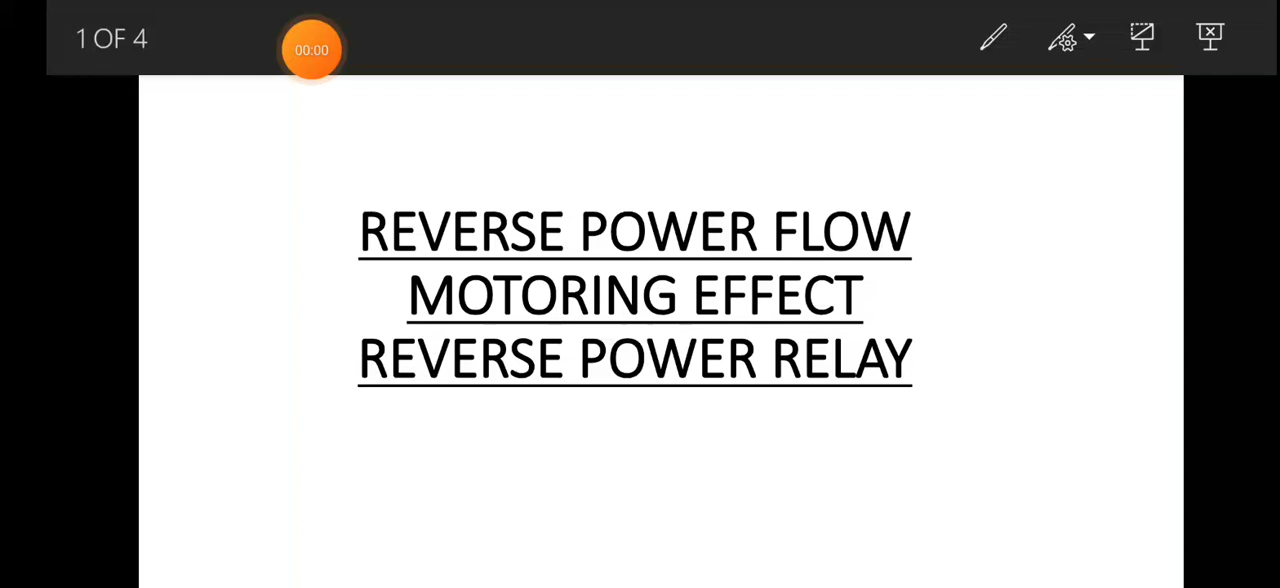 1 OF 4
00:00
REVERSE POWER FLOW
MOTORING EFFECT
REVERSE POWER RELAY